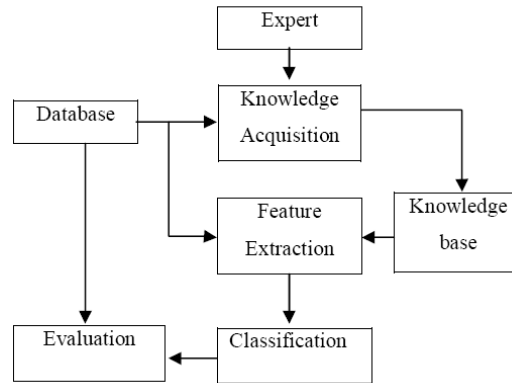 Expert
Knowledge
Acquisition
Database
Feature
Extraction
Knowledge
base
Evaluation
Classification